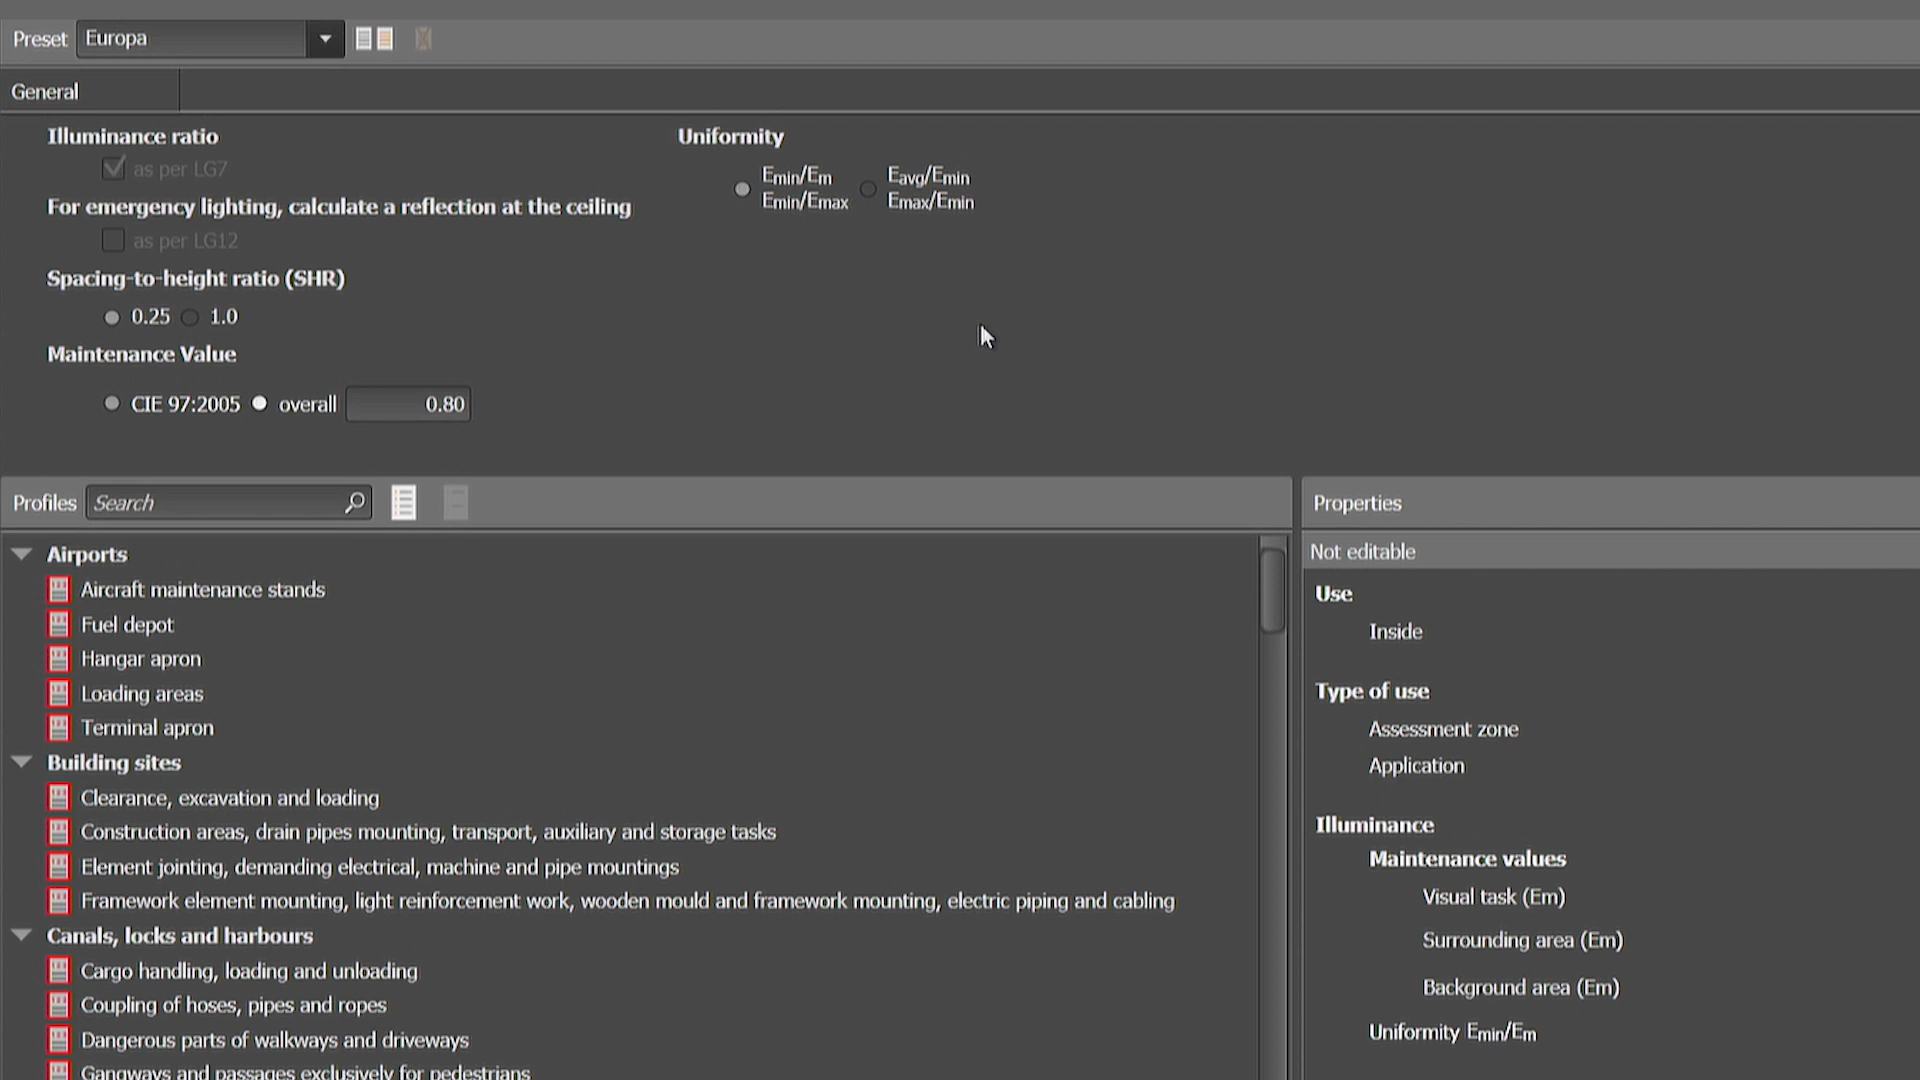 Preset Europa
General
Illuminance ratio
as per LG7
For emergency lighting, calculate a reflection at the ceiling
as per LG12
Spacing-to-height ratio (SHR)
0.25 1.0
Maintenance Value
CIE 97:2005 overall 0.80
Uniformity
Emin/Em Eavg/Emin
Emin/Emax Emax/Emin
Profiles Search
Airports
Aircraft maintenance stands
Fuel depot
Hangar apron
Loading areas
Terminal apron
Building sites
Clearance, excavation and loading
Construction areas, drain pipes mounting, transport, auxiliary and storage tasks
Element jointing, demanding electrical, machine and pipe mountings
Framework element mounting, light reinforcement work, wooden mould and framework mounting, electric piping and cabling
Canals, locks and harbours
Cargo handling, loading and unloading
Coupling of hoses, pipes and ropes
Dangerous parts of walkways and driveways
Gangways and passages exclusively for pedestrians
Properties
Not editable
Use
Inside
Type of use
Assessment zone
Application
Illuminance
Maintenance values
Visual task (Em)
Surrounding area (Em)
Background area (Em)
Uniformity Emin/Em